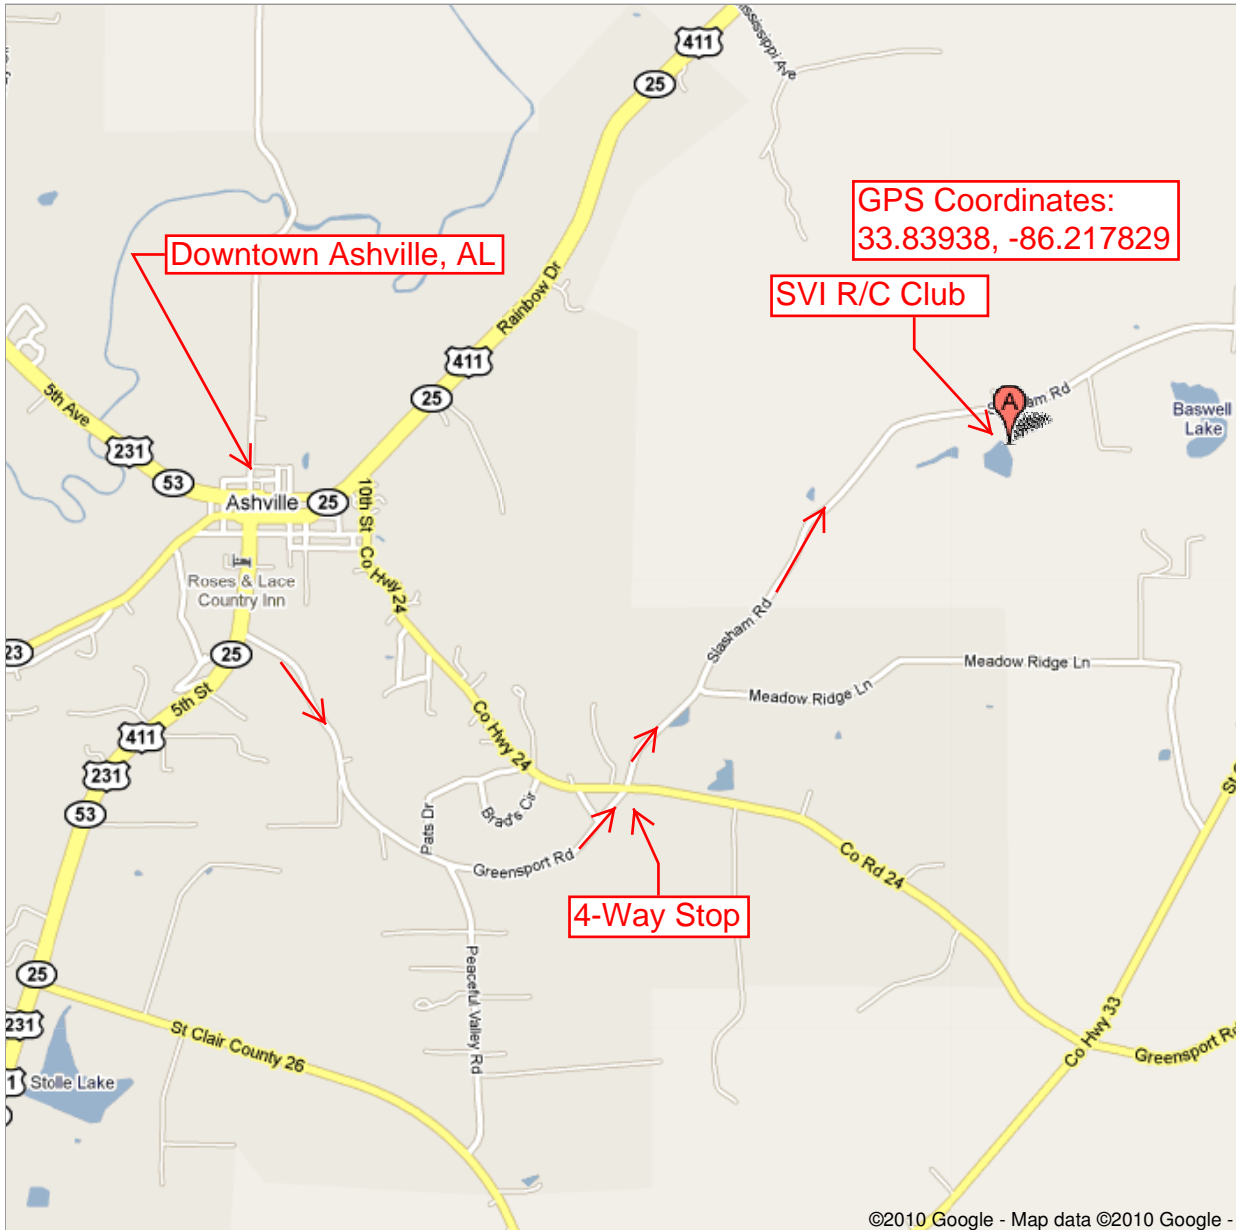 Mississippi Ave
411
25
GPS Coordinates:
33.83938, -86.217829
Downtown Ashville, AL
SVI R/C Club
Rainbow Dr
411
25
5th Ave
231
53
Ashville
25
10th St
A
Baswell
Lake
Roses & Lace
Country Inn
Co Hwy 24
23
25
5th St
411
231
53
Slasham Rd
Meadow Ridge Ln
Meadow Ridge Ln
Co Hwy 24
Pats Dr
Brad's Cir
Greensport Rd
4-Way Stop
Co Rd 24
25
231
1
Stolle Lake
St Clair County 26
Peaceful Valley Rd
Co Hwy 33
Greensport Rd
©2010 Google - Map data ©2010 Google -